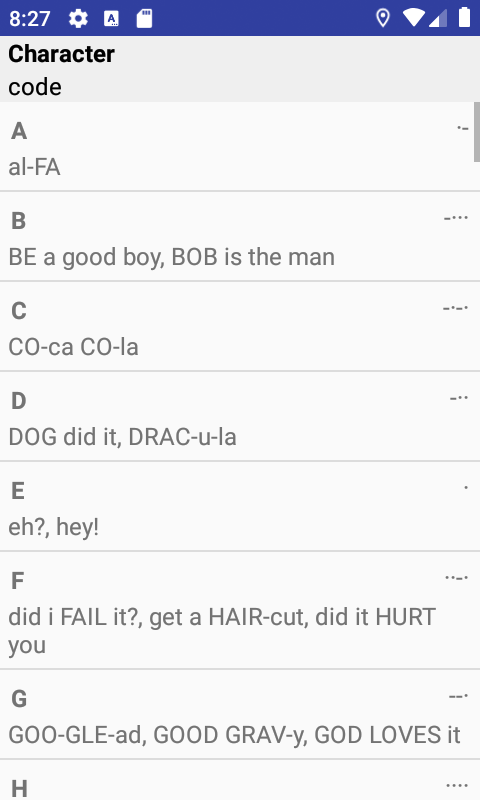 8:27
Character
code
A ·-
al-FA
B -···
BE a good boy, BOB is the man
C -·-·
CO-ca CO-la
D -··
DOG did it, DRAC-u-la
E ·
eh?, hey!
F ··-·
did i FAIL it?, get a HAIR-cut, did it HURT
you
G --·
GOO-GLE-ad, GOOD GRAV-y, GOD LOVES it
H ····